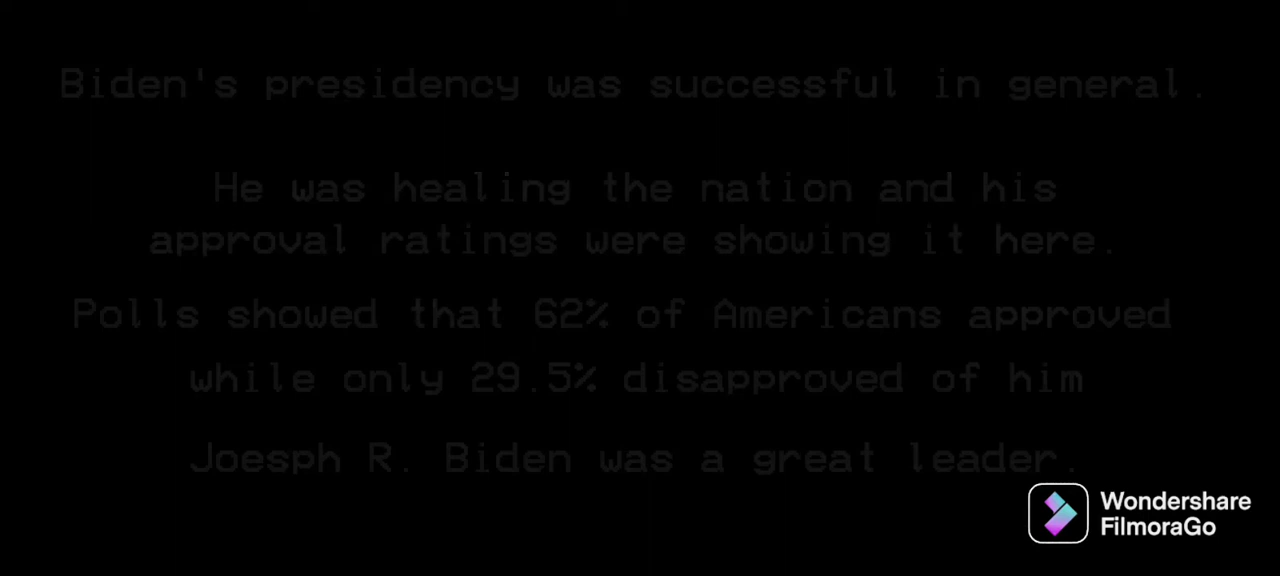 Biden's presidency was successful in general.
He was healing the nation and his
approval ratings were showing it here.
Polls showed that 62% of Americans approved
while only 29.5% disapproved of him
Joesph R. Biden was a great leader.
Wondershare
FilmoraGo